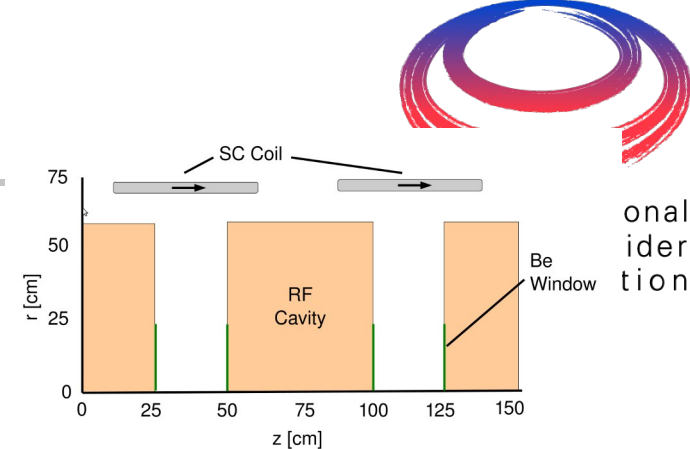 SC Coil
75
50
25
0
r [cm]
RF
Cavity
Be
Window
0 25 50 75 100 125 150
z [cm]
onal
ider
tion